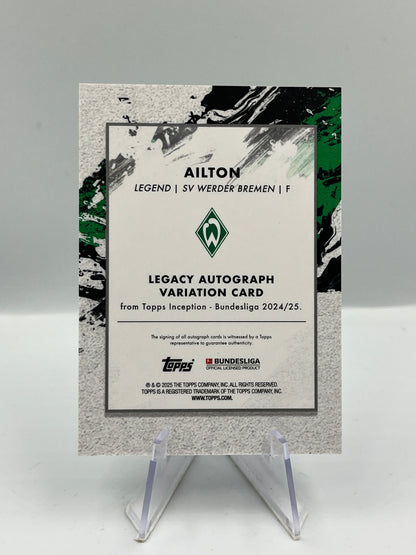 AILTON
LEGEND | SV WERDER BREMEN | F
W
LEGACY AUTOGRAPH
VARIATION CARD
from Topps Inception - Bundesliga 2024/25.
The signing of all autograph cards is witnessed by a Topps
representative to guarantee authenticity.
Topps BUNDESLIGA
OFFICIAL LICENSED PRODUCT
® & © 2025 THE TOPPS COMPANY, INC. ALL RIGHTS RESERVED.
TOPPS IS A REGISTERED TRADEMARK OF THE TOPPS COMPANY, INC.
WWW.TOPPS.COM.